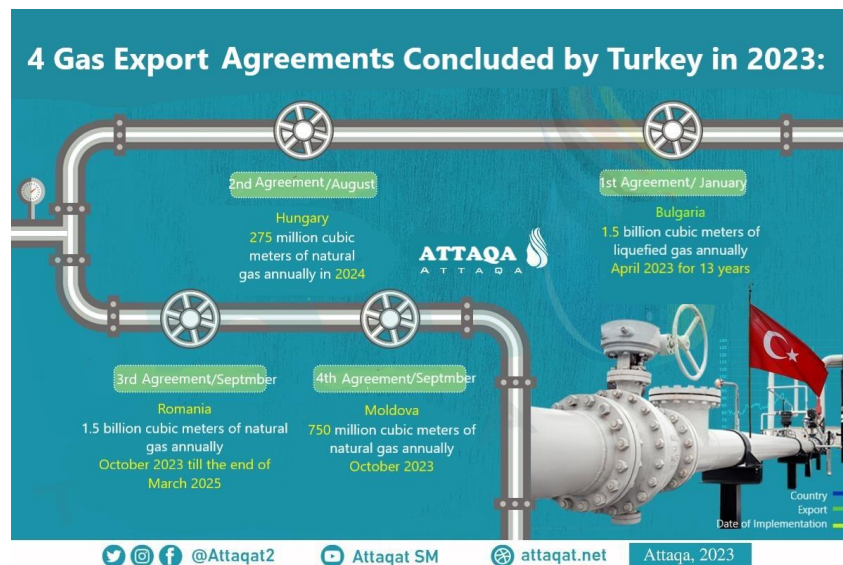 4 Gas Export Agreements Concluded by Turkey in 2023:
2nd Agreement/August
Hungary
275 million cubic
meters of natural
gas annually in 2024
1st Agreement/ January
Bulgaria
1.5 billion cubic meters of
liquefied gas annually
April 2023 for 13 years
ATTAQA
ATTAQA
3rd Agreement/Septmber
Romania
1.5 billion cubic meters of natural
gas annually
October 2023 till the end of
March 2025
4th Agreement/Septmber
Moldova
750 million cubic meters of
natural gas annually
October 2023
Country
Export
Date of Implementation
@Attaqat2
Attaqat SM
attaqat.net
Attaqa, 2023